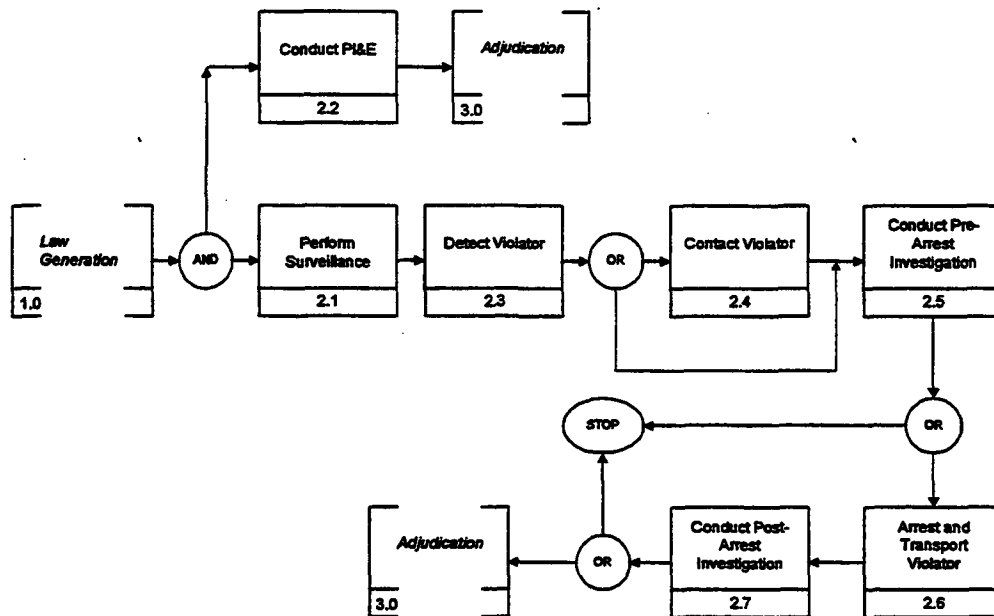 Conduct PI&E
2.2
Adjudication
3.0
Law
Generation
1.0
AND
Perform
Surveillance
2.1
Detect Violator
2.3
OR
Contact Violator
2.4
Conduct Pre-
Arrest
Investigation
2.5
STOP
OR
Adjudication
3.0
OR
Conduct Post-
Arrest
Investigation
2.7
Arrest and
Transport
Violator
2.6